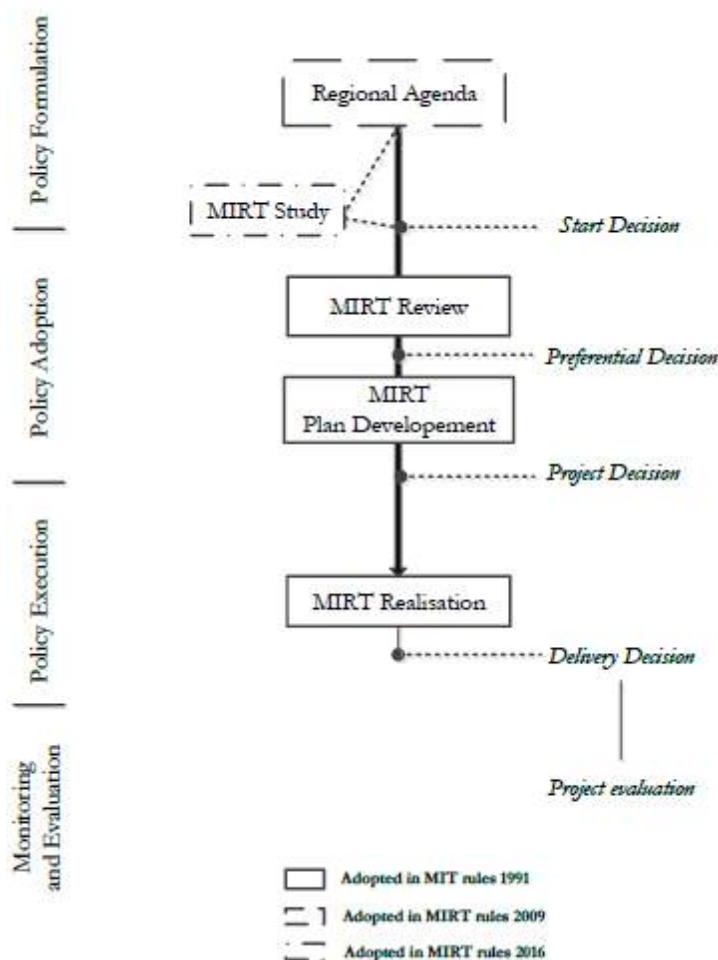 Policy Formulation
Regional Agenda
MIRT Study
Start Decision
Policy Adoption
MIRT Review
Preferential Decision
MIRT
Plan Developement
Project Decision
Policy Execution
MIRT Realisation
Delivery Decision
Monitoring
and Evaluation
Project evaluation
Adopted in MIT rules 1991
Adopted in MIRT rules 2009
Adopted in MIRT rules 2016